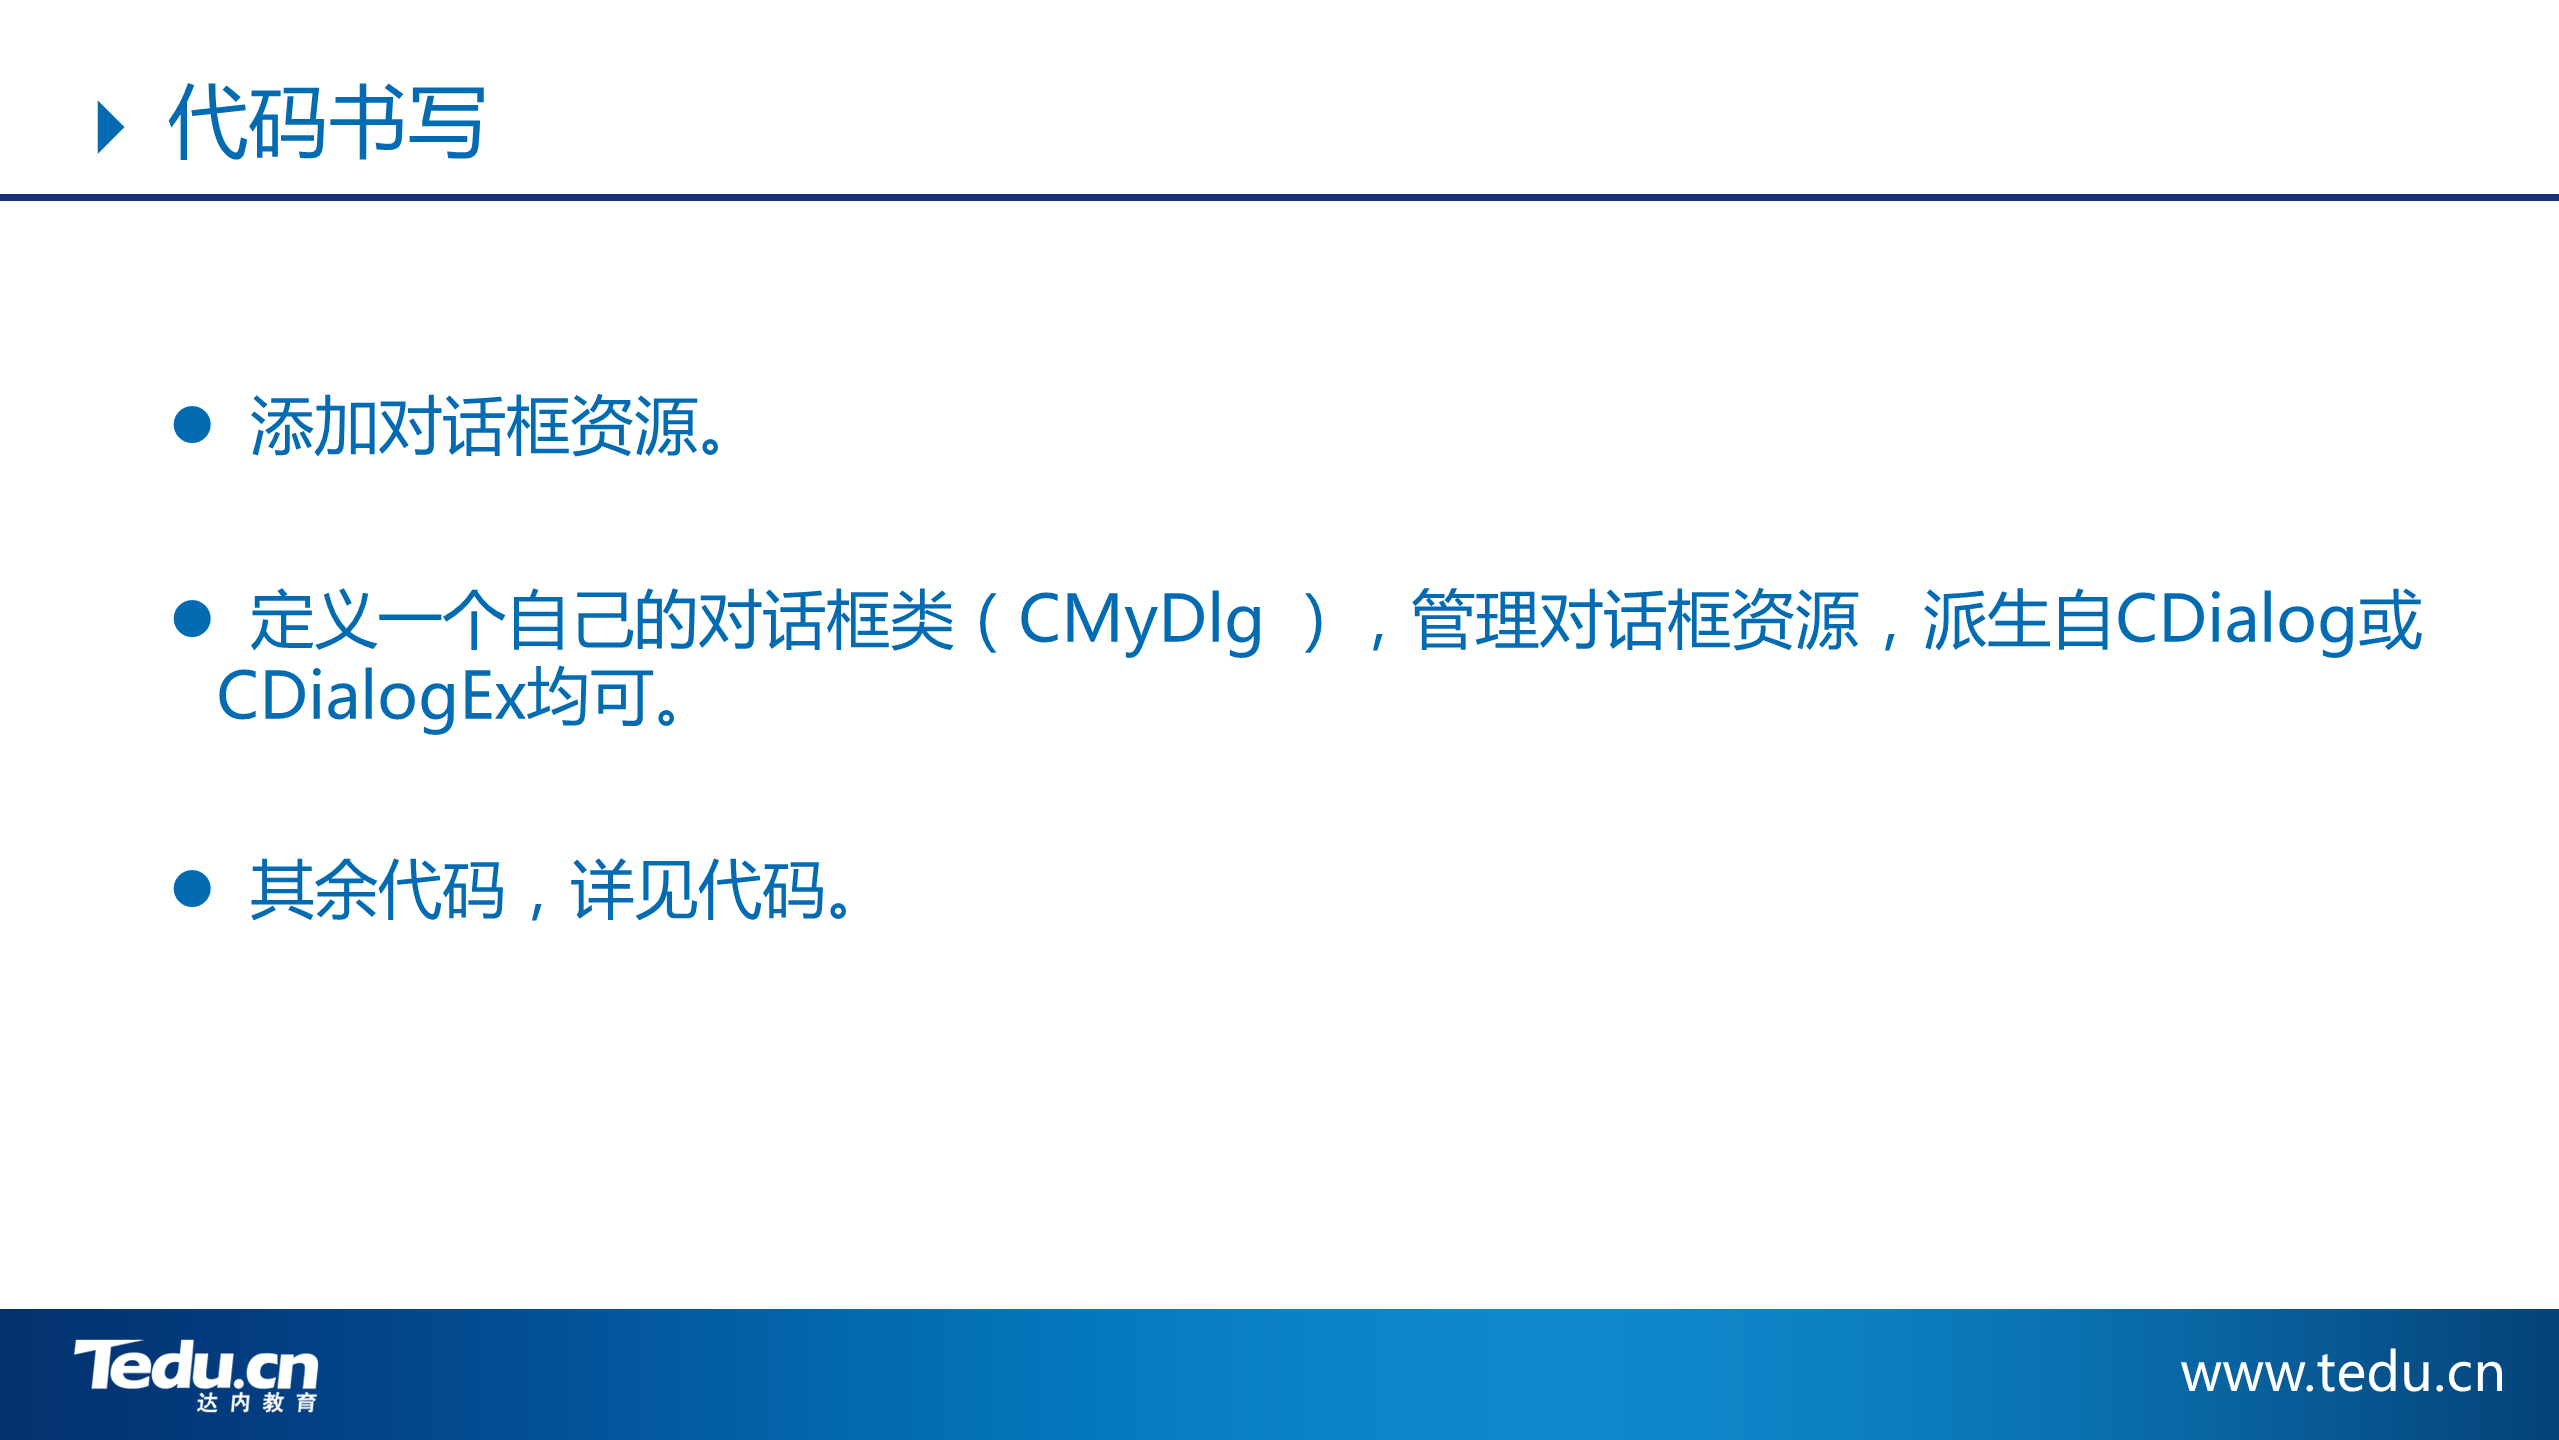 代码书写
添加对话框资源。
定义一个自己的对话框类（CMyDlg ），管理对话框资源，派生自CDialog或
CDialogEx均可。
其余代码，详见代码。
Tedu.cn
达内教育
www.tedu.cn